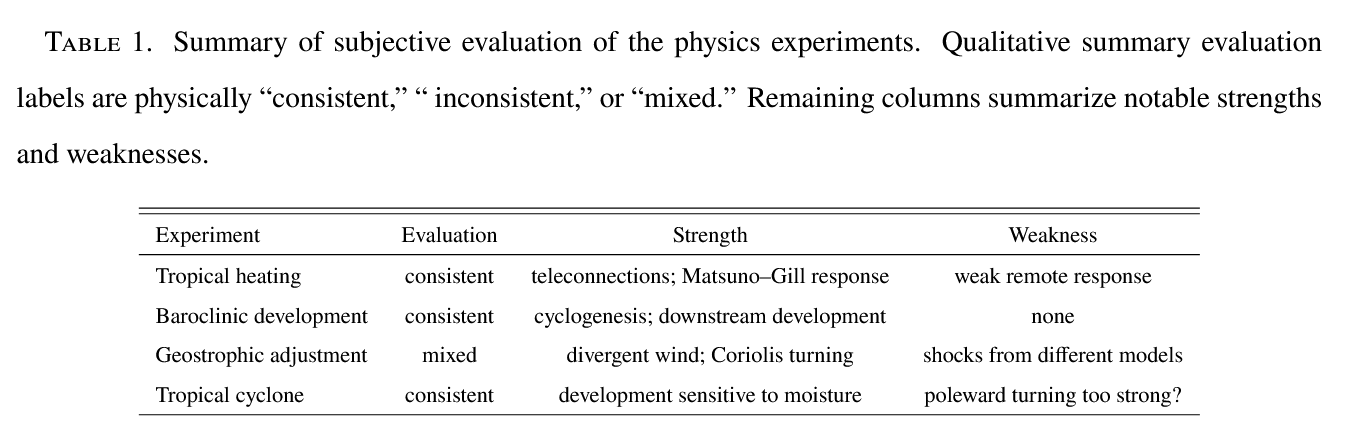 TABLE 1. Summary of subjective evaluation of the physics experiments. Qualitative summary evaluation
labels are physically “consistent,” “ inconsistent,” or “mixed.” Remaining columns summarize notable strengths
and weaknesses.
Experiment Evaluation Strength Weakness
Tropical heating consistent teleconnections; Matsuno–Gill response weak remote response
Baroclinic development consistent cyclogenesis; downstream development none
Geostrophic adjustment mixed divergent wind; Coriolis turning shocks from different models
Tropical cyclone consistent development sensitive to moisture poleward turning too strong?